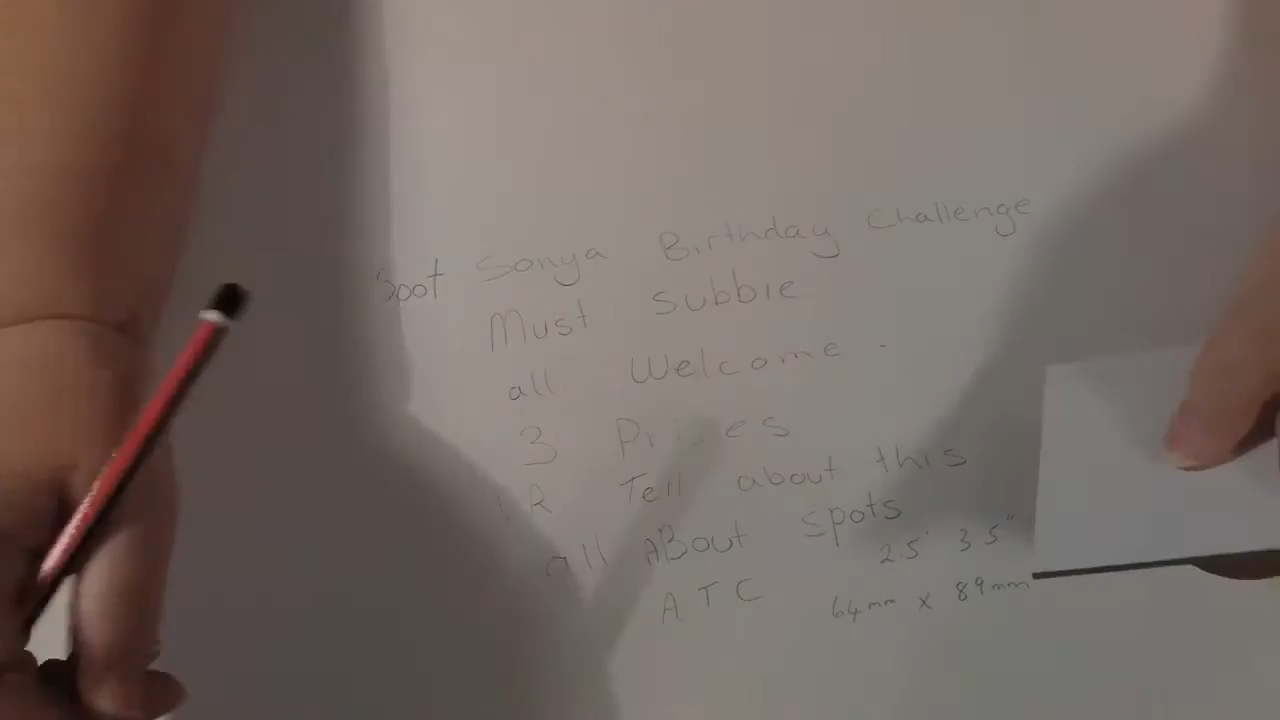 Spot Sonya Birthday Challenge
Must subbie
all Welcome.
3 Prizes
R Tell about this
all ABout spots
ATC 2.5" 3.5"
64mm x 89mm